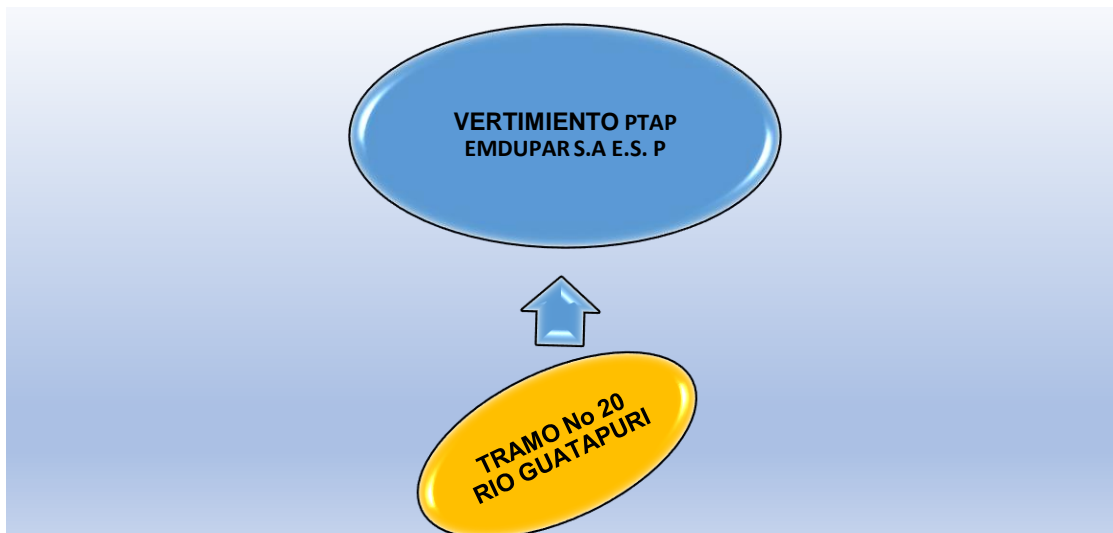 VERTIMIENTO PTAP
EMDUPAR S.A E.S. P
TRAMO No 20
RIO GUATAPURI